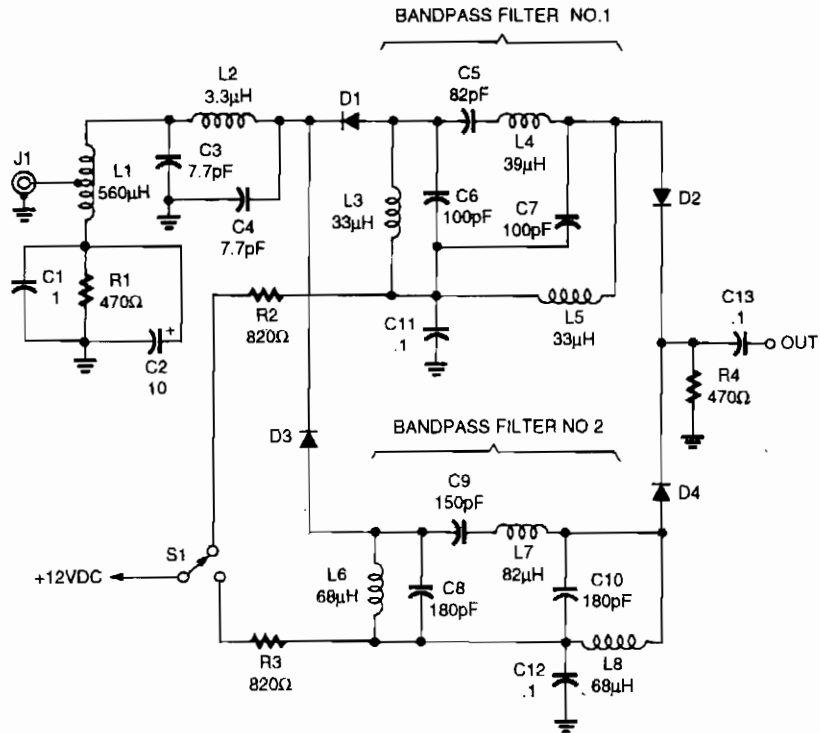 BANDPASS FILTER NO.1
L2
3.3µH
D1
C5
82pF
L4
39µH
J1
L1
560µH
C3
7.7pF
C4
7.7pF
L3
33µH
C6
100pF
C7
100pF
D2
C1
.1
R1
470Ω
C2
10
+
R2
820Ω
C11
.1
L5
33µH
C13
.1
OUT
R4
470Ω
D3
BANDPASS FILTER NO 2
C9
150pF
L7
82µH
D4
S1
+12VDC
L6
68µH
C8
180pF
C10
180pF
R3
820Ω
C12
.1
L8
68µH